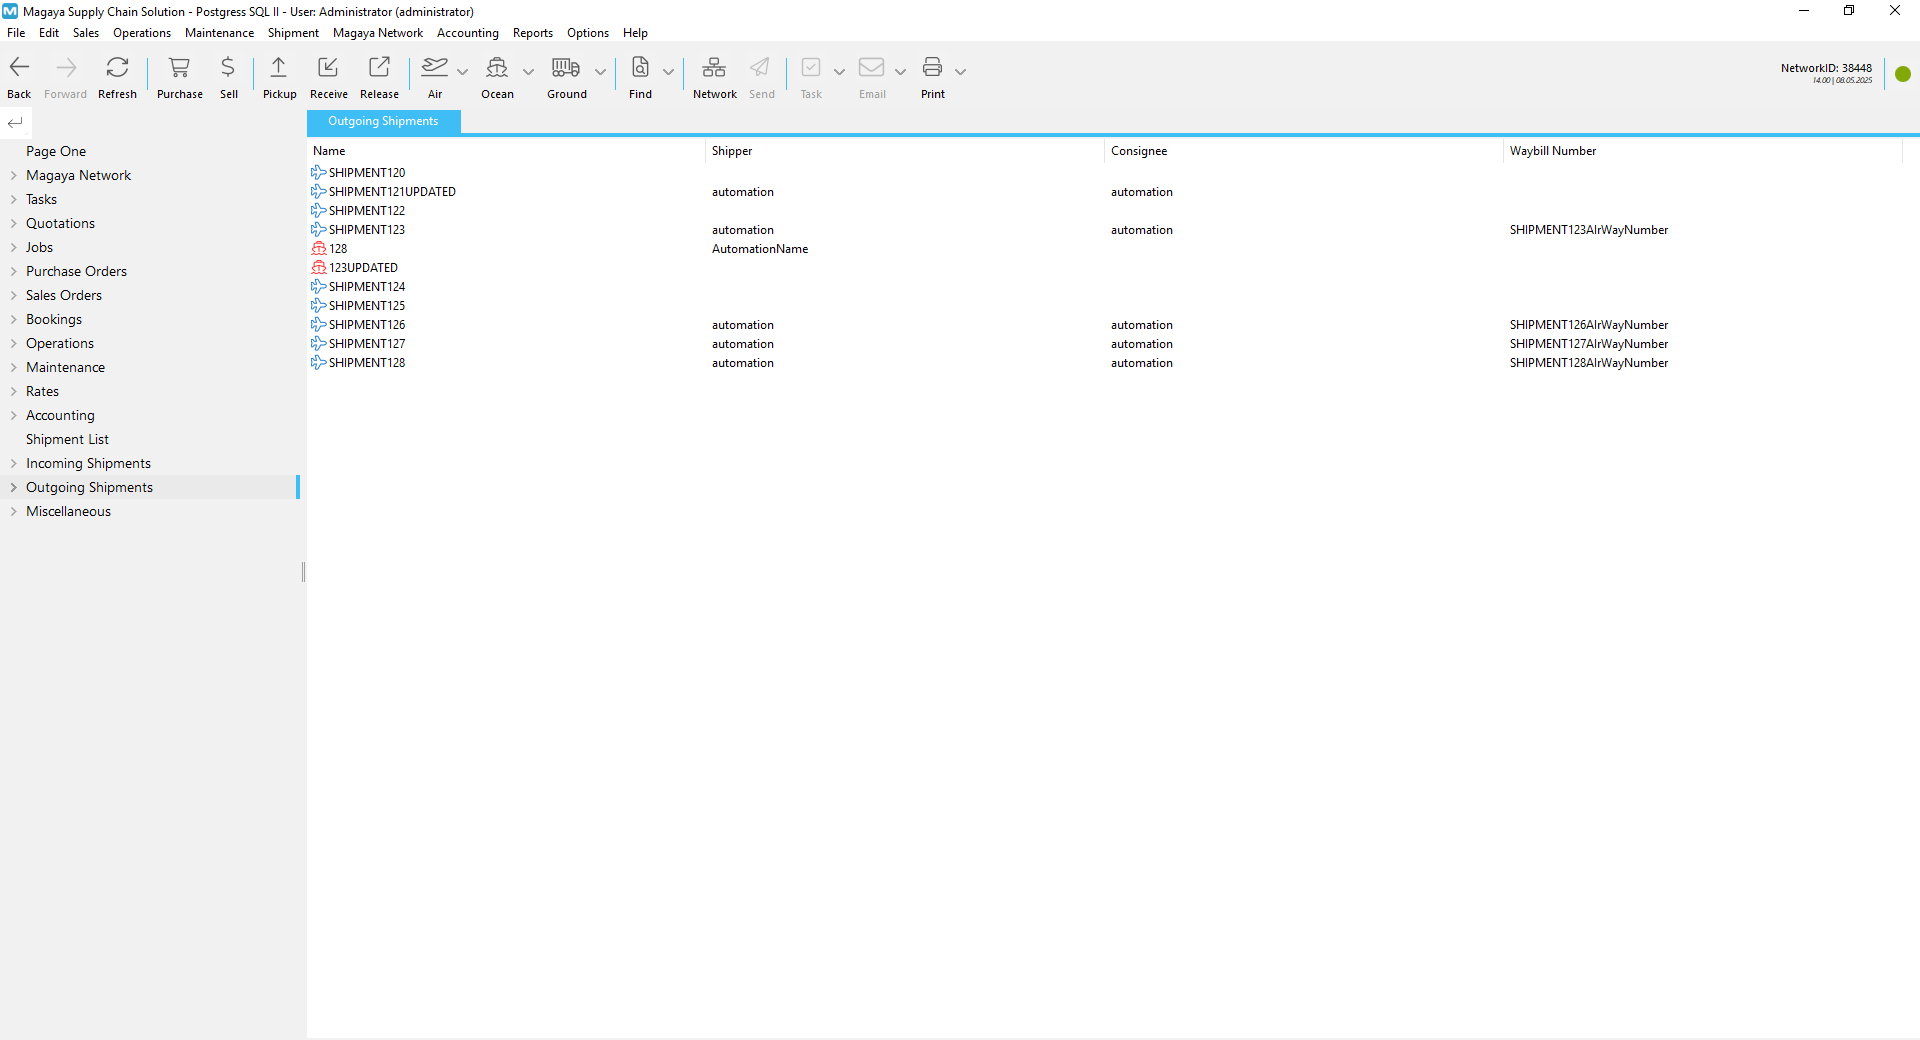 Magaya Supply Chain Solution - Postgress SQL II - User: Administrator (administrator)
File Edit Sales Operations Maintenance Shipment Magaya Network Accounting Reports Options Help
Back Forward Refresh Purchase Sell Pickup Receive Release Air Ocean Ground Find Network Send Task Email Print
NetworkID: 38448
14.00 | 08.05.2025
Page One
Magaya Network
Tasks
Quotations
Jobs
Purchase Orders
Sales Orders
Bookings
Operations
Maintenance
Rates
Accounting
Shipment List
Incoming Shipments
Outgoing Shipments
Miscellaneous
Outgoing Shipments
Name Shipper Consignee Waybill Number
SHIPMENT120
SHIPMENT121UPDATED automation automation
SHIPMENT122
SHIPMENT123 automation automation SHIPMENT123AIrWayNumber
128 AutomationName
123UPDATED
SHIPMENT124
SHIPMENT125
SHIPMENT126 automation automation SHIPMENT126AIrWayNumber
SHIPMENT127 automation automation SHIPMENT127AIrWayNumber
SHIPMENT128 automation automation SHIPMENT128AIrWayNumber